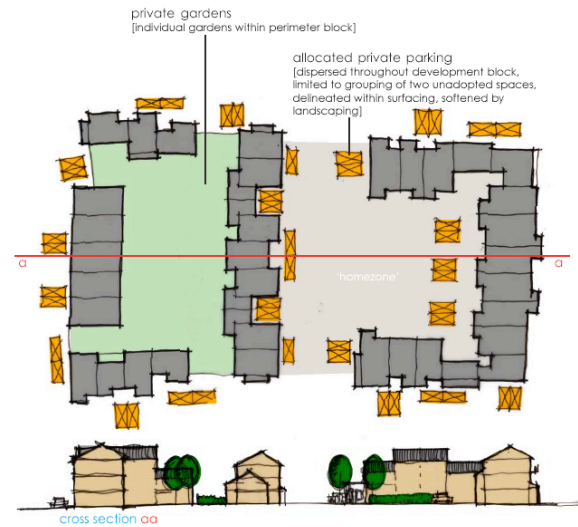 private gardens
[individual gardens within perimeter block]
allocated private parking
[dispersed throughout development block,
limited to grouping of two unadopted spaces,
delineated within surfacing, softened by
landscaping]
a
a
'homezone'
cross section aa